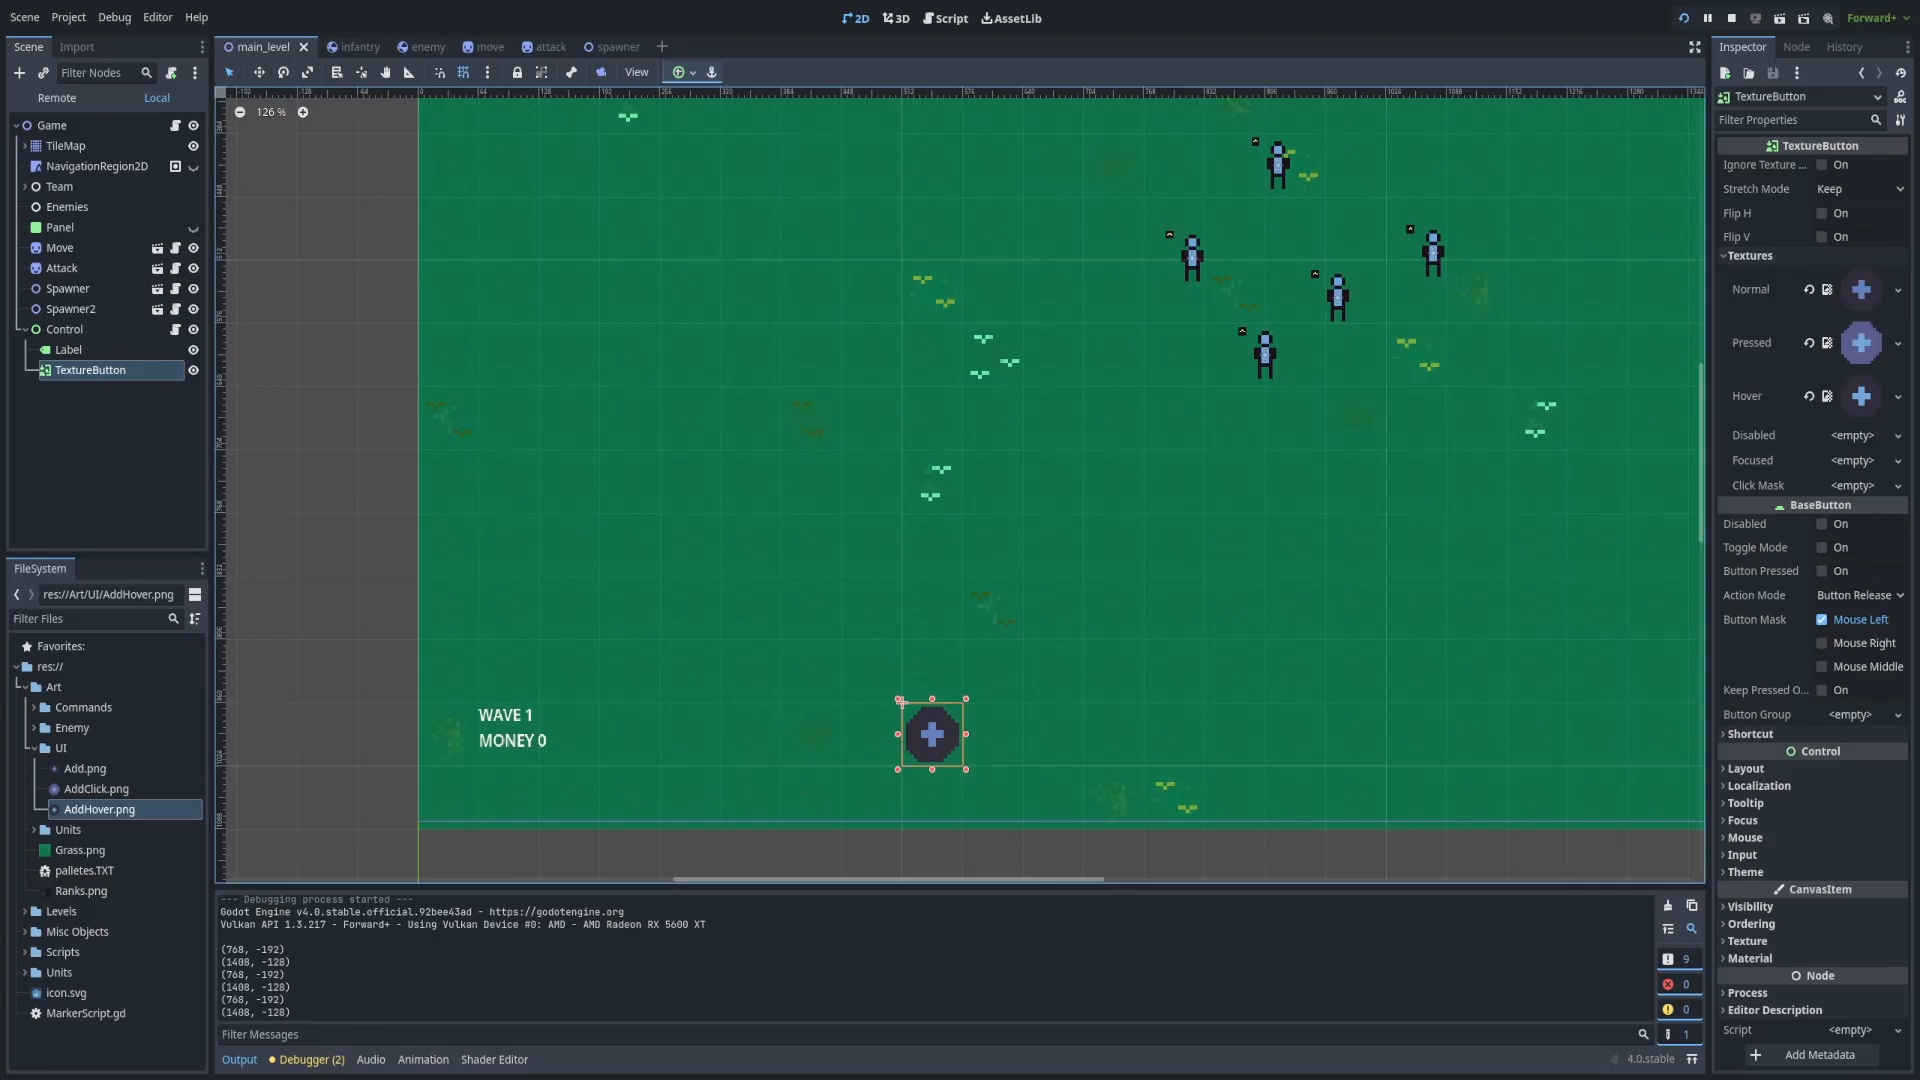 Scene Project Debug Editor Help
2D 3D Script AssetLib
Forward+
Scene Import
main_level infantry enemy move attack spawner
Inspector Node History
Filter Nodes
View
Remote Local
TextureButton
Filter Properties
126 %
Game
TileMap
NavigationRegion2D
Team
Enemies
Panel
Move
Attack
Spawner
Spawner2
Control
Label
TextureButton
FileSystem
res://Art/UI/AddHover.png
Filter Files
Favorites:
res://
Art
Commands
Enemy
UI
Add.png
AddClick.png
AddHover.png
Units
Grass.png
palletes.TXT
Ranks.png
Levels
Misc Objects
Scripts
Units
icon.svg
MarkerScript.gd
WAVE 1
MONEY 0
--- Debugging process started ---
Godot Engine v4.0.stable.official.92bee43ad - https://godotengine.org
Vulkan API 1.3.217 - Forward+ - Using Vulkan Device #0: AMD - AMD Radeon RX 5600 XT
(768, -192)
(1408, -128)
(768, -192)
(1408, -128)
(768, -192)
(1408, -128)
9
0
0
1
Filter Messages
Output Debugger (2) Audio Animation Shader Editor
4.0.stable
TextureButton
Ignore Texture ... On
Stretch Mode Keep
Flip H On
Flip V On
Textures
Normal
Pressed
Hover
Disabled <empty>
Focused <empty>
Click Mask <empty>
BaseButton
Disabled On
Toggle Mode On
Button Pressed On
Action Mode Button Release
Button Mask Mouse Left
Mouse Right
Mouse Middle
Keep Pressed O... On
Button Group <empty>
Shortcut
Control
Layout
Localization
Tooltip
Focus
Mouse
Input
Theme
CanvasItem
Visibility
Ordering
Texture
Material
Node
Process
Editor Description
Script <empty>
Add Metadata